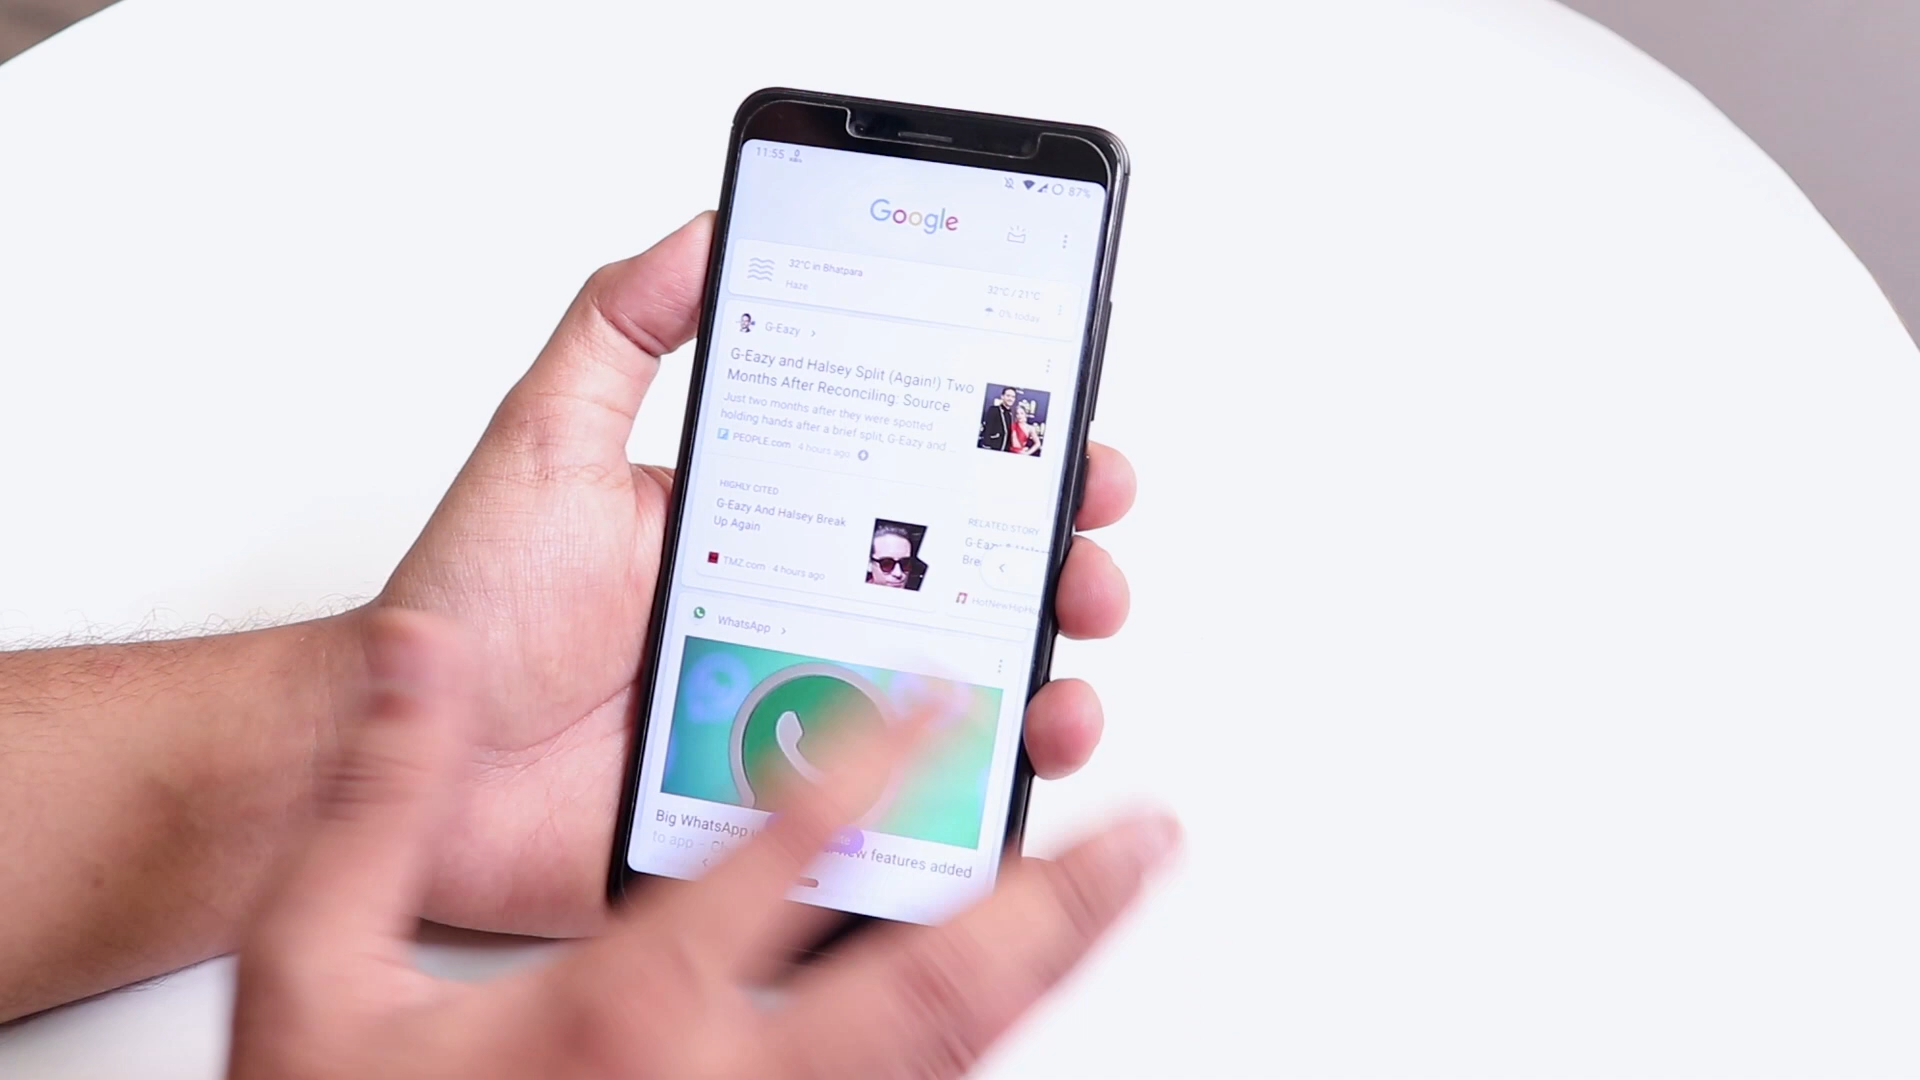 11:55
87%
Google
32°C in Bhatpara
Haze
32°C / 21°C
0% today
G-Eazy
G-Eazy and Halsey Split (Again!) Two
Months After Reconciling: Source
Just two months after they were spotted
holding hands after a brief split, G-Eazy and ...
PEOPLE.com 4 hours ago
HIGHLY CITED
G-Eazy And Halsey Break
Up Again
TMZ.com · 4 hours ago
RELATED STORY
WhatsApp
Big WhatsApp
to app – features added